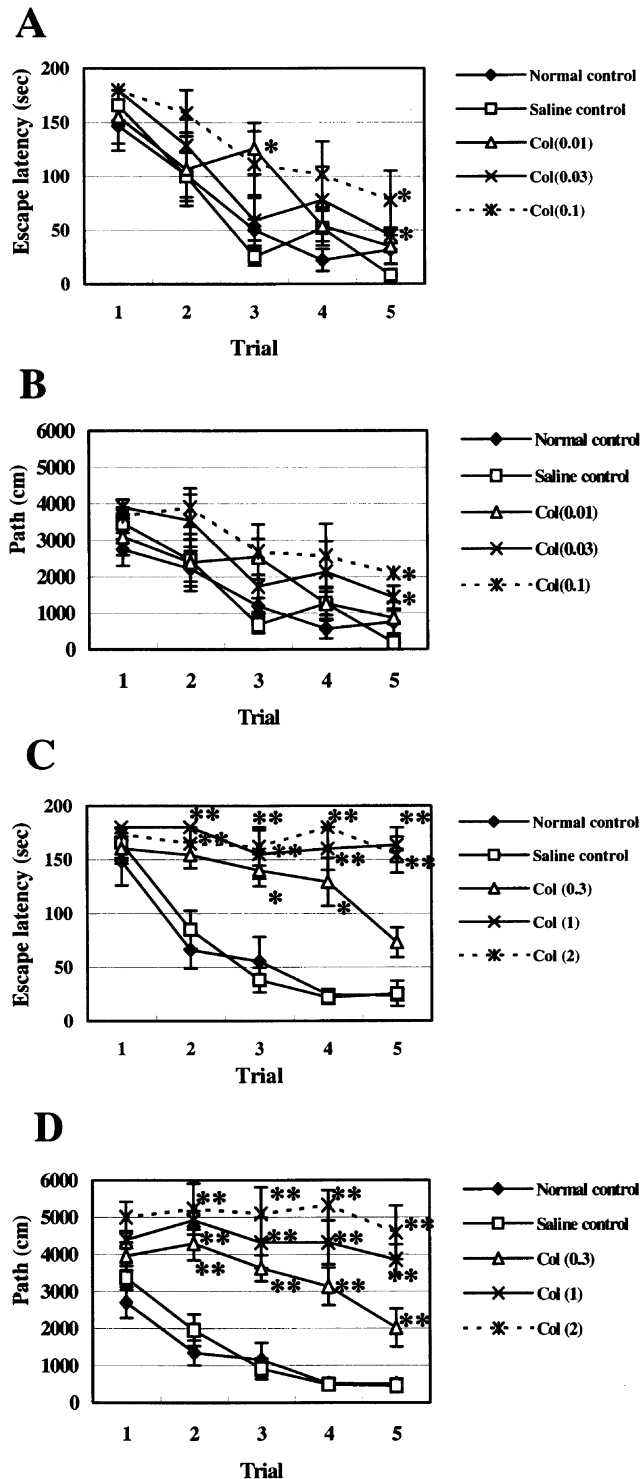 A
Escape latency (sec)
200
150
100
50
0
*
*
*
1 2 3 4 5
Trial
Normal control
Saline control
Col(0.01)
Col(0.03)
Col(0.1)
B
Path (cm)
6000
5000
4000
3000
2000
1000
0
*
*
1 2 3 4 5
Trial
Normal control
Saline control
Col(0.01)
Col(0.03)
Col(0.1)
C
Escape latency (sec)
200
150
100
50
0
** ** ** **
** ** ** **
* *
1 2 3 4 5
Trial
Normal control
Saline control
Col (0.3)
Col (1)
Col (2)
D
Path (cm)
6000
5000
4000
3000
2000
1000
0
** ** ** **
** ** ** **
** ** ** **
1 2 3 4 5
Trial
Normal control
Saline control
Col (0.3)
Col (1)
Col (2)